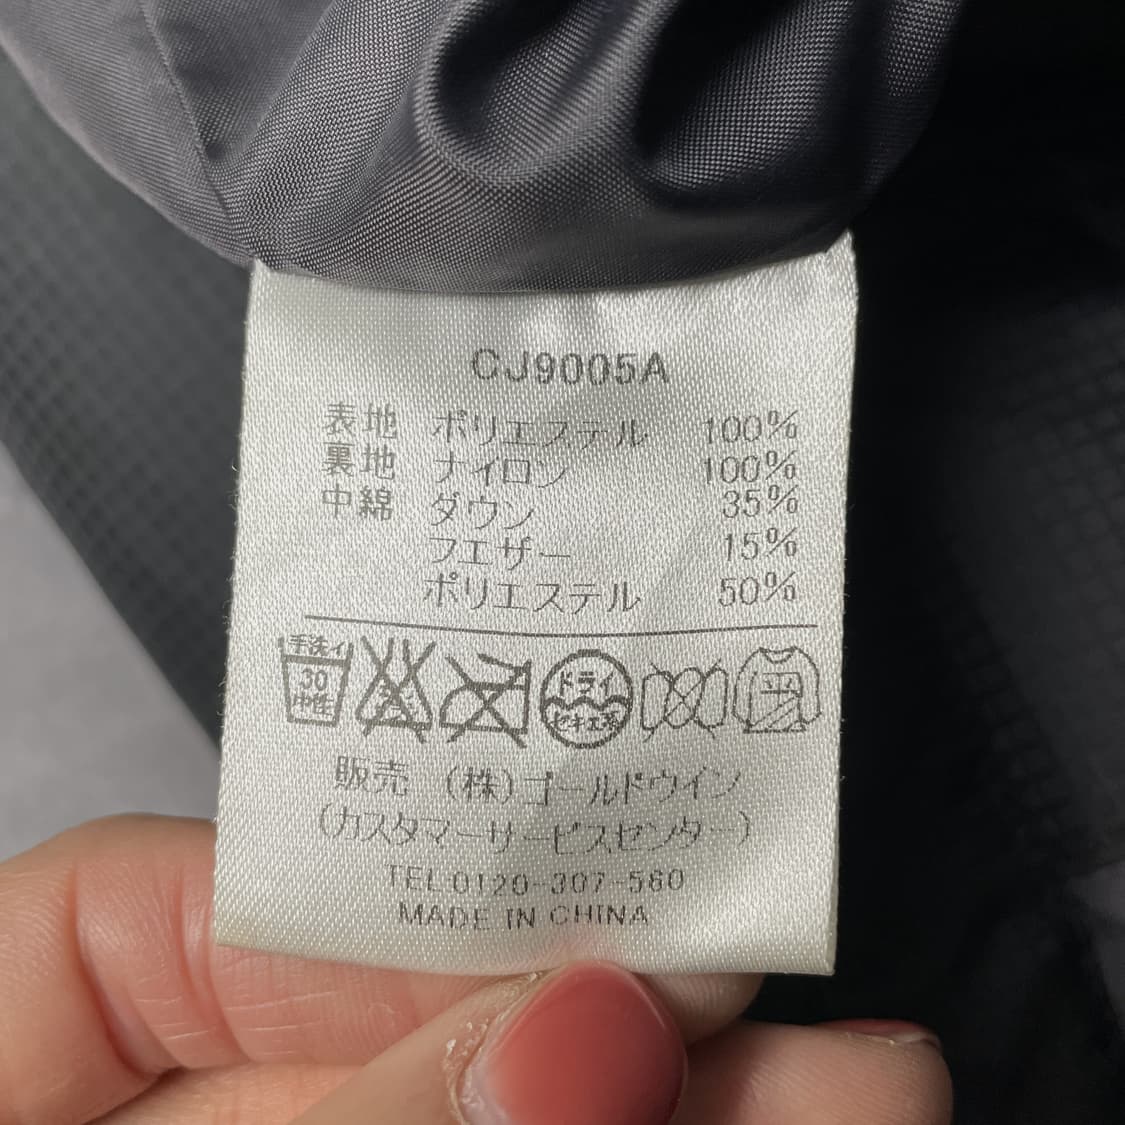 CJ9005A
表地 ポリエステル 100%
裏地 ナイロン 100%
中綿 ダウン 35%
フエザー 15%
ポリエステル 50%
手洗イ 30 中性
ドライ
セキユ系
販売 (株)ゴールドウイン
(カスタマーサービスセンター)
TEL 0120-307-560
MADE IN CHINA